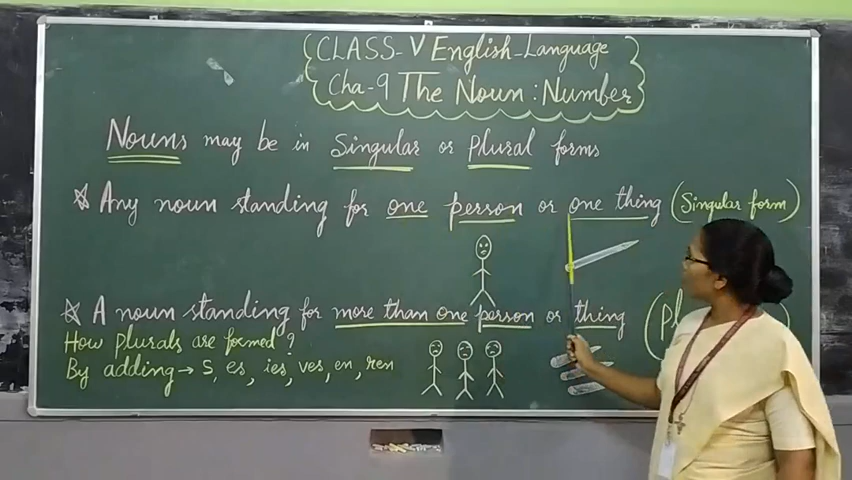 CLASS-V English-Language
Cha-9 The Noun : Number
Nouns may be in Singular or Plural forms
Any noun standing for one person or one thing (Singular form)
A noun standing for more than one person or thing
How plurals are formed?
By adding → s, es, ies, ves, en, ren